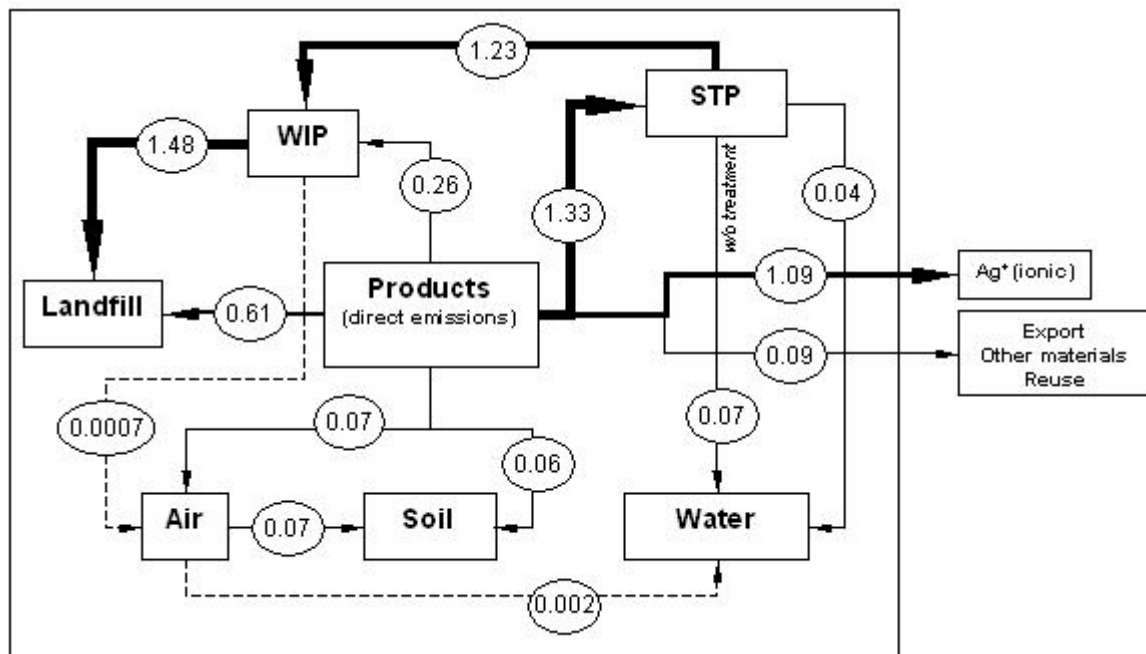 1.23
STP
WIP
1.48
0.26
1.33
w/o treatment
0.04
Products
(direct emissions)
1.09
Ag⁺(ionic)
Landfill
0.61
Export
Other materials
Reuse
0.09
0.0007
0.07
0.07
0.06
Air
0.07
Soil
Water
0.002